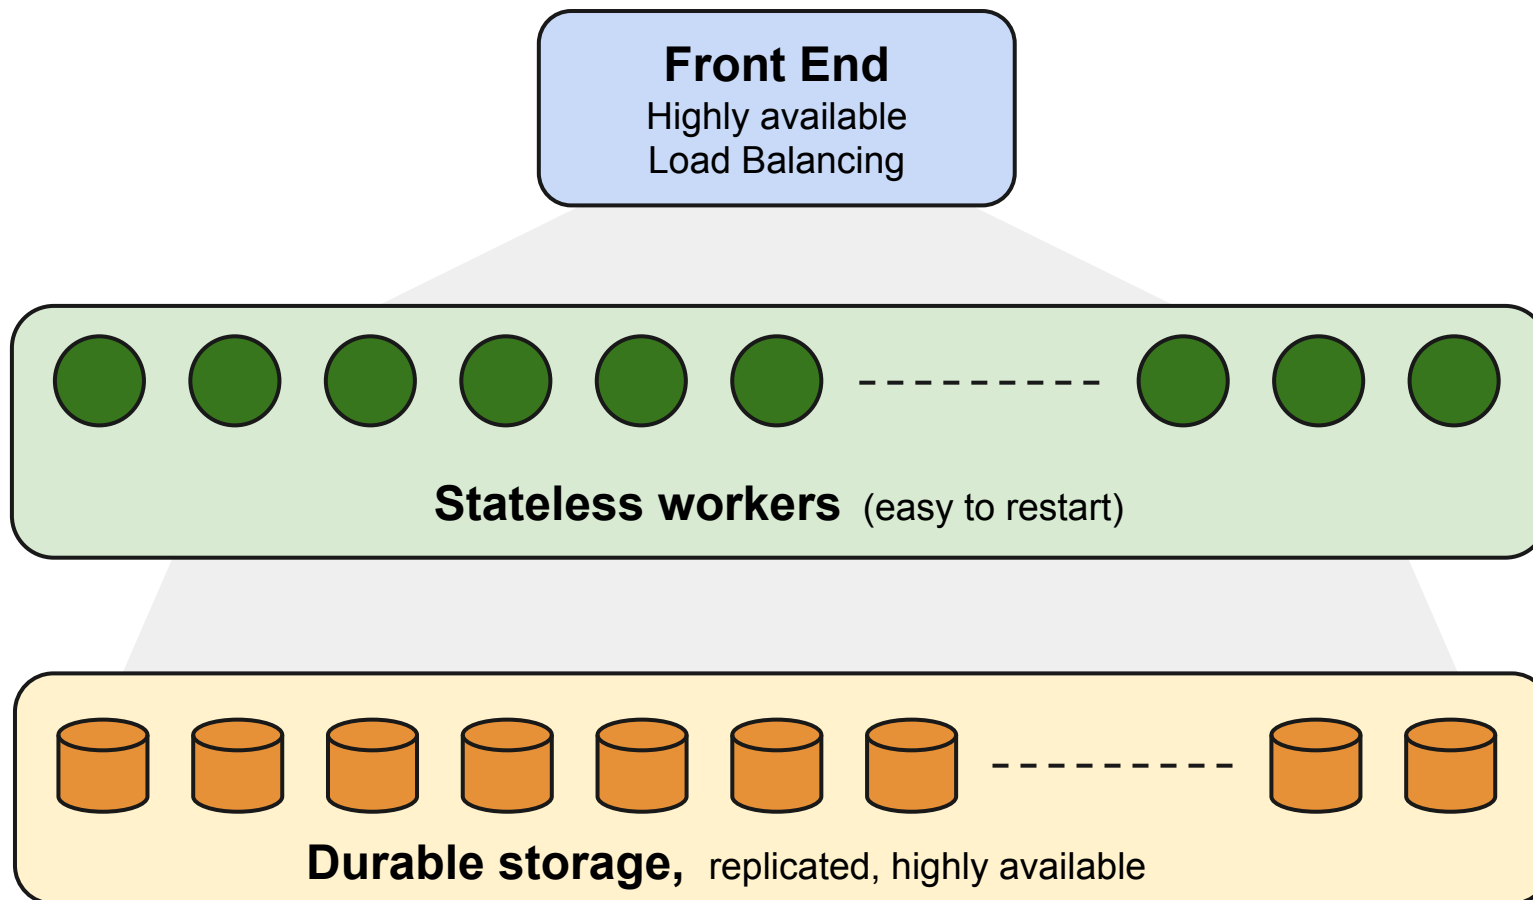 Front End
Highly available
Load Balancing
Stateless workers (easy to restart)
Durable storage, replicated, highly available